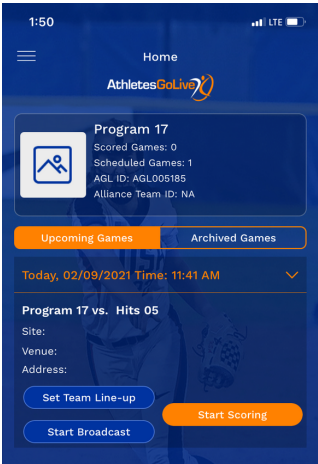 1:50
LTE
Home
AthletesGoLive
Program 17
Scored Games: 0
Scheduled Games: 1
AGL ID: AGL005185
Alliance Team ID: NA
Upcoming Games
Archived Games
Today, 02/09/2021 Time: 11:41 AM
Program 17 vs. Hits 05
Site:
Venue:
Address:
Set Team Line-up
Start Scoring
Start Broadcast